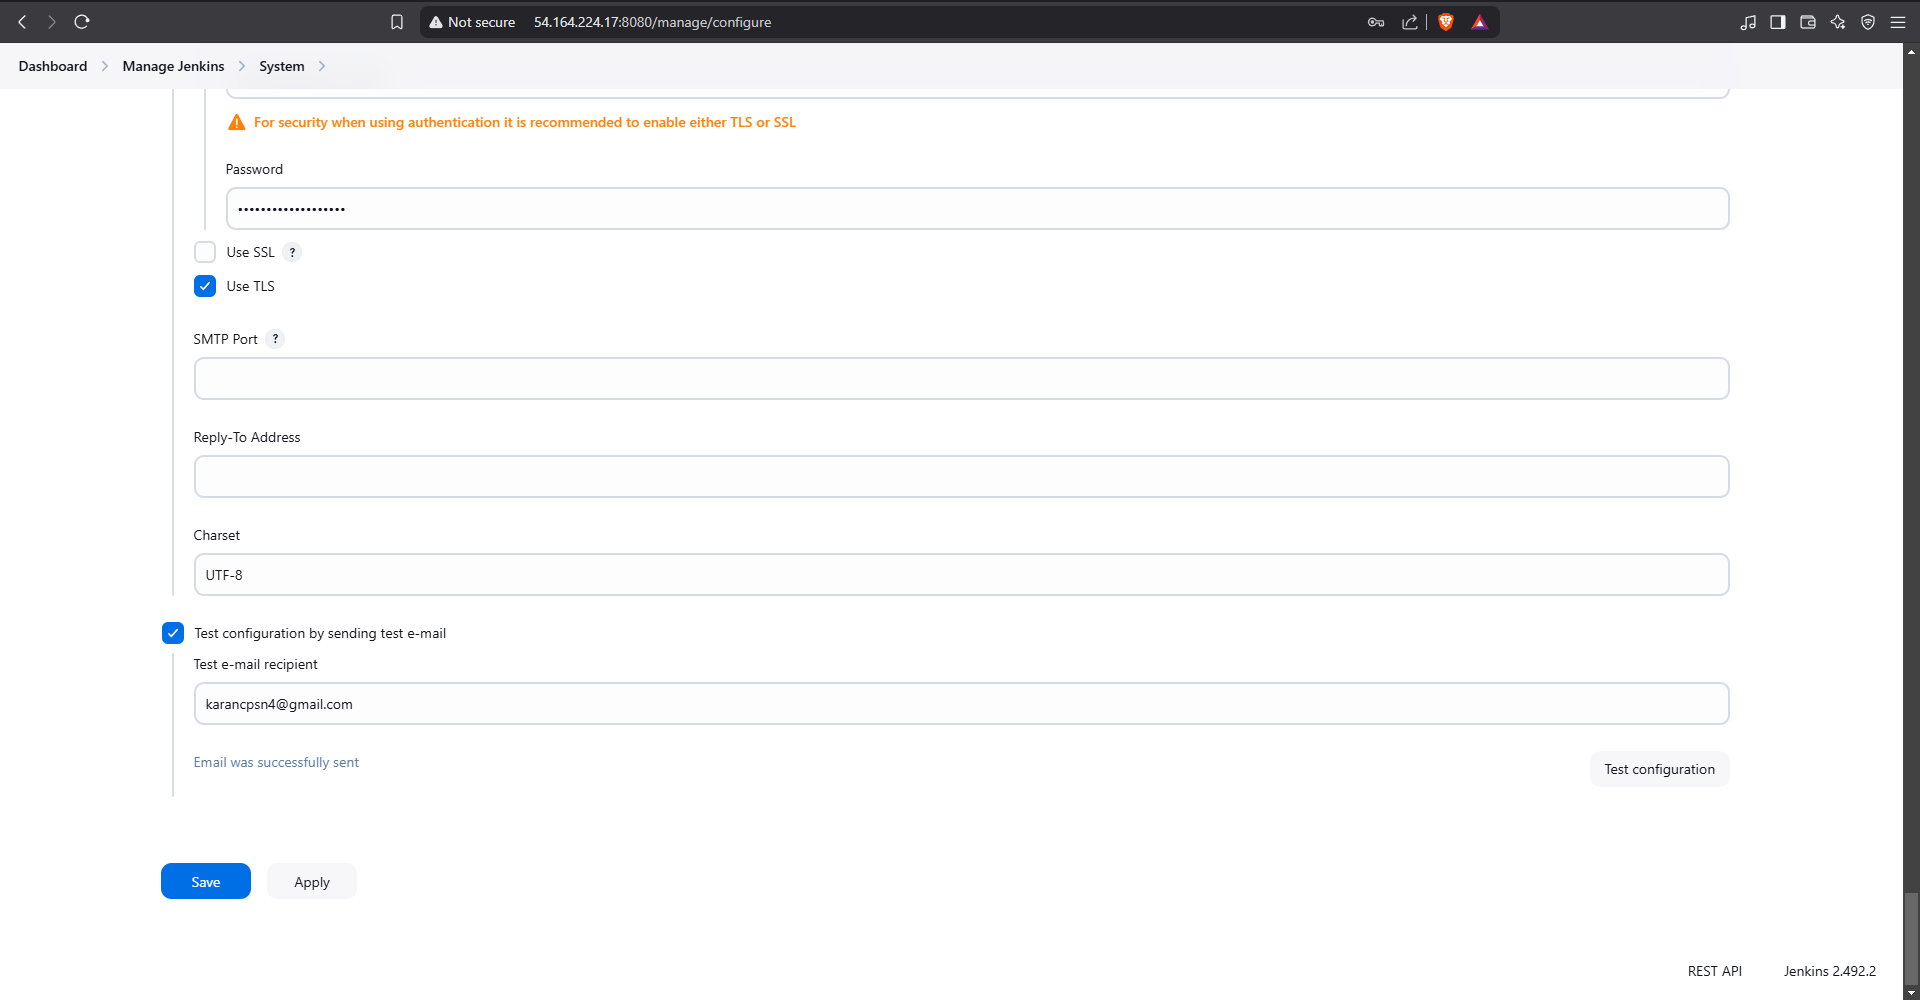 Not secure 54.164.224.17:8080/manage/configure
Dashboard Manage Jenkins System
For security when using authentication it is recommended to enable either TLS or SSL
Password
•••••••••••••••••••
Use SSL ?
Use TLS
SMTP Port ?
Reply-To Address
Charset
UTF-8
Test configuration by sending test e-mail
Test e-mail recipient
karancpsn4@gmail.com
Email was successfully sent
Test configuration
Save Apply
REST API Jenkins 2.492.2